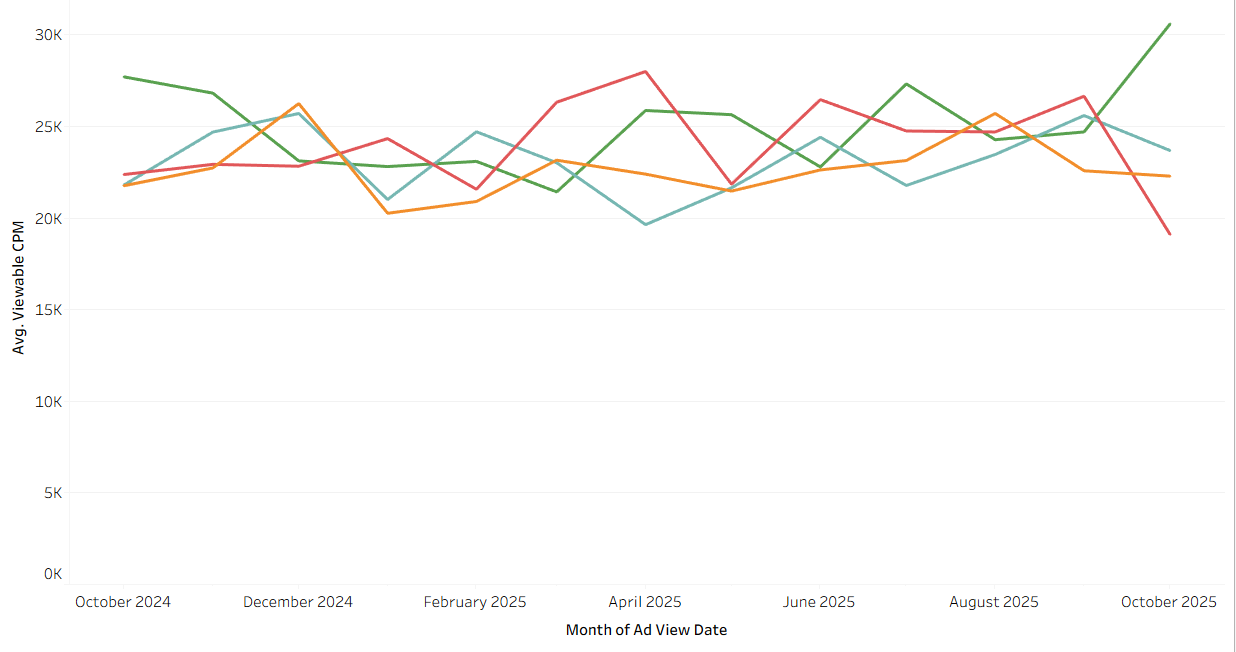 30K
25K
20K
15K
10K
5K
0K
Avg. Viewable CPM
October 2024
December 2024
February 2025
April 2025
June 2025
August 2025
October 2025
Month of Ad View Date